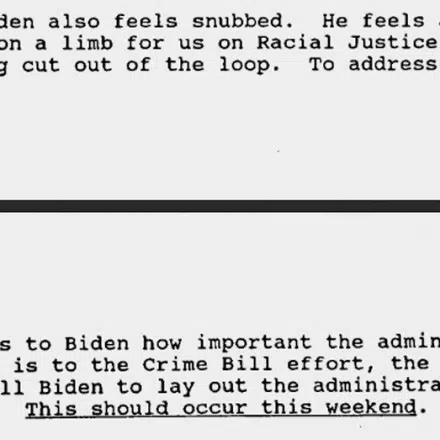 den also feels snubbed. He feels
on a limb for us on Racial Justice
g cut out of the loop. To address
s to Biden how important the admin
is to the Crime Bill effort, the
ll Biden to lay out the administra
This should occur this weekend.